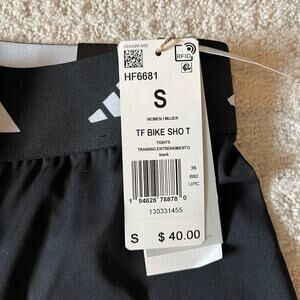 RFID
HF6681
S
WOMEN / MUJER
TF BIKE SHO T
TIGHTS
TRAINING/ENTRENAMIENTO
black
36
680
UPC
1 94828 78878 0
130331455
S $ 40.00